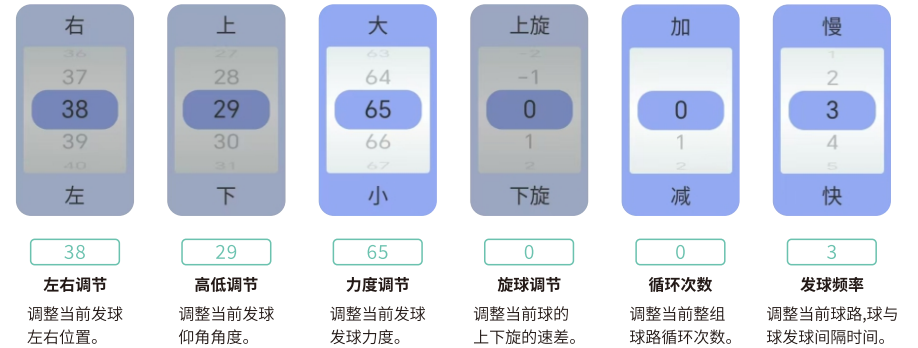 右 上 大 上旋 加 慢
36 27 63 -2 1
37 28 64 -1 2
38 29 65 0 0 3
39 30 66 1 1 4
40 31 67 2 2 5
左 下 小 下旋 减 快
38 29 65 0 0 3
左右调节 高低调节 力度调节 旋球调节 循环次数 发球频率
调整当前发球 调整当前发球 调整当前发球 调整当前球的 调整当前整组 调整当前球路,球与
左右位置。 仰角角度。 发球力度。 上下旋的速差。 球路循环次数。 球发球间隔时间。